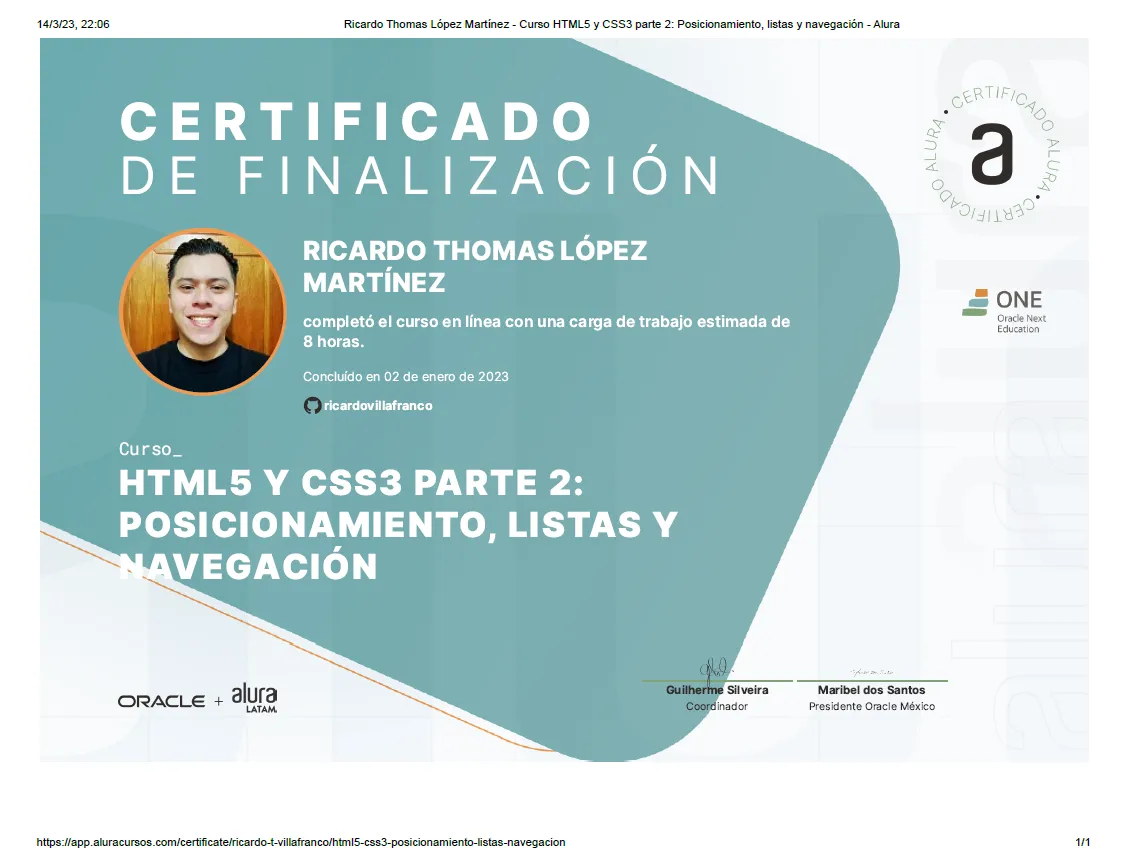 14/3/23, 22:06
Ricardo Thomas López Martínez - Curso HTML5 y CSS3 parte 2: Posicionamiento, listas y navegación - Alura
CERTIFICADO
DE FINALIZACIÓN
CERTIFICADO ALURA • CERTIFICADO ALURA •
a
RICARDO THOMAS LÓPEZ
MARTÍNEZ
completó el curso en línea con una carga de trabajo estimada de
8 horas.
Concluído en 02 de enero de 2023
ricardovillafranco
ONE
Oracle Next
Education
Curso_
HTML5 Y CSS3 PARTE 2:
POSICIONAMIENTO, LISTAS Y
NAVEGACIÓN
ORACLE + alura
LATAM
Guilherme Silveira
Coordinador
Maribel dos Santos
Presidente Oracle México
https://app.aluracursos.com/certificate/ricardo-t-villafranco/html5-css3-posicionamiento-listas-navegacion
1/1